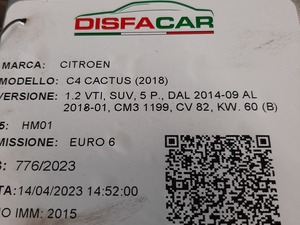 DISFACAR
MARCA: CITROEN
MODELLO: C4 CACTUS (2018)
VERSIONE: 1.2 VTI, SUV, 5 P., DAL 2014-09 AL
2018-01, CM3 1199, CV 82, KW. 60 (B)
5: HM01
MISSIONE: EURO 6
S: 776/2023
TA: 14/04/2023 14:52:00
NO IMM: 2015